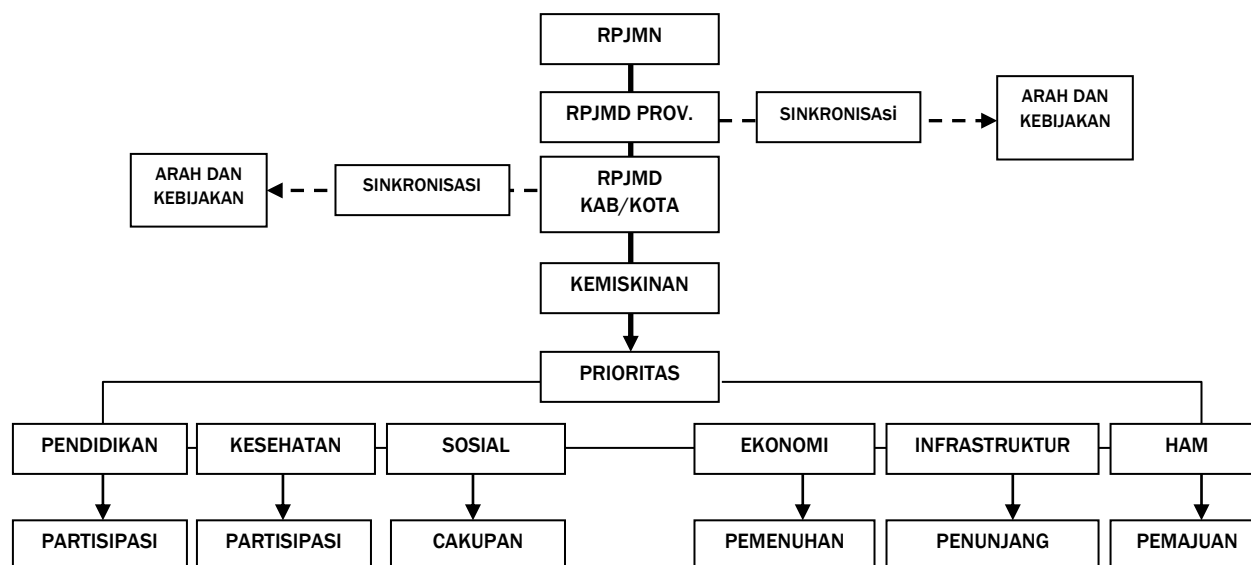 RPJMN
RPJMD PROV.
SINKRONISAsi
ARAH DAN
KEBIJAKAN
ARAH DAN
KEBIJAKAN
SINKRONISASI
RPJMD
KAB/KOTA
KEMISKINAN
PRIORITAS
PENDIDIKAN
KESEHATAN
SOSIAL
EKONOMI
INFRASTRUKTUR
HAM
PARTISIPASI
PARTISIPASI
CAKUPAN
PEMENUHAN
PENUNJANG
PEMAJUAN